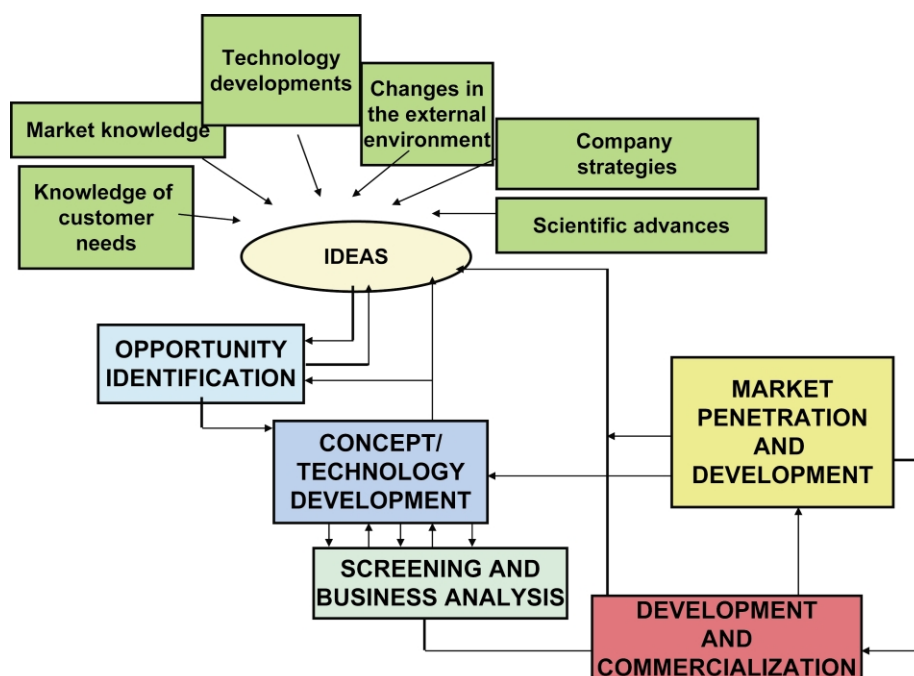 Technology
developments
Changes in
the external
environment
Market knowledge
Company
strategies
Knowledge of
customer
needs
Scientific advances
IDEAS
OPPORTUNITY
IDENTIFICATION
MARKET
PENETRATION
AND
DEVELOPMENT
CONCEPT/
TECHNOLOGY
DEVELOPMENT
SCREENING AND
BUSINESS ANALYSIS
DEVELOPMENT
AND
COMMERCIALIZATION